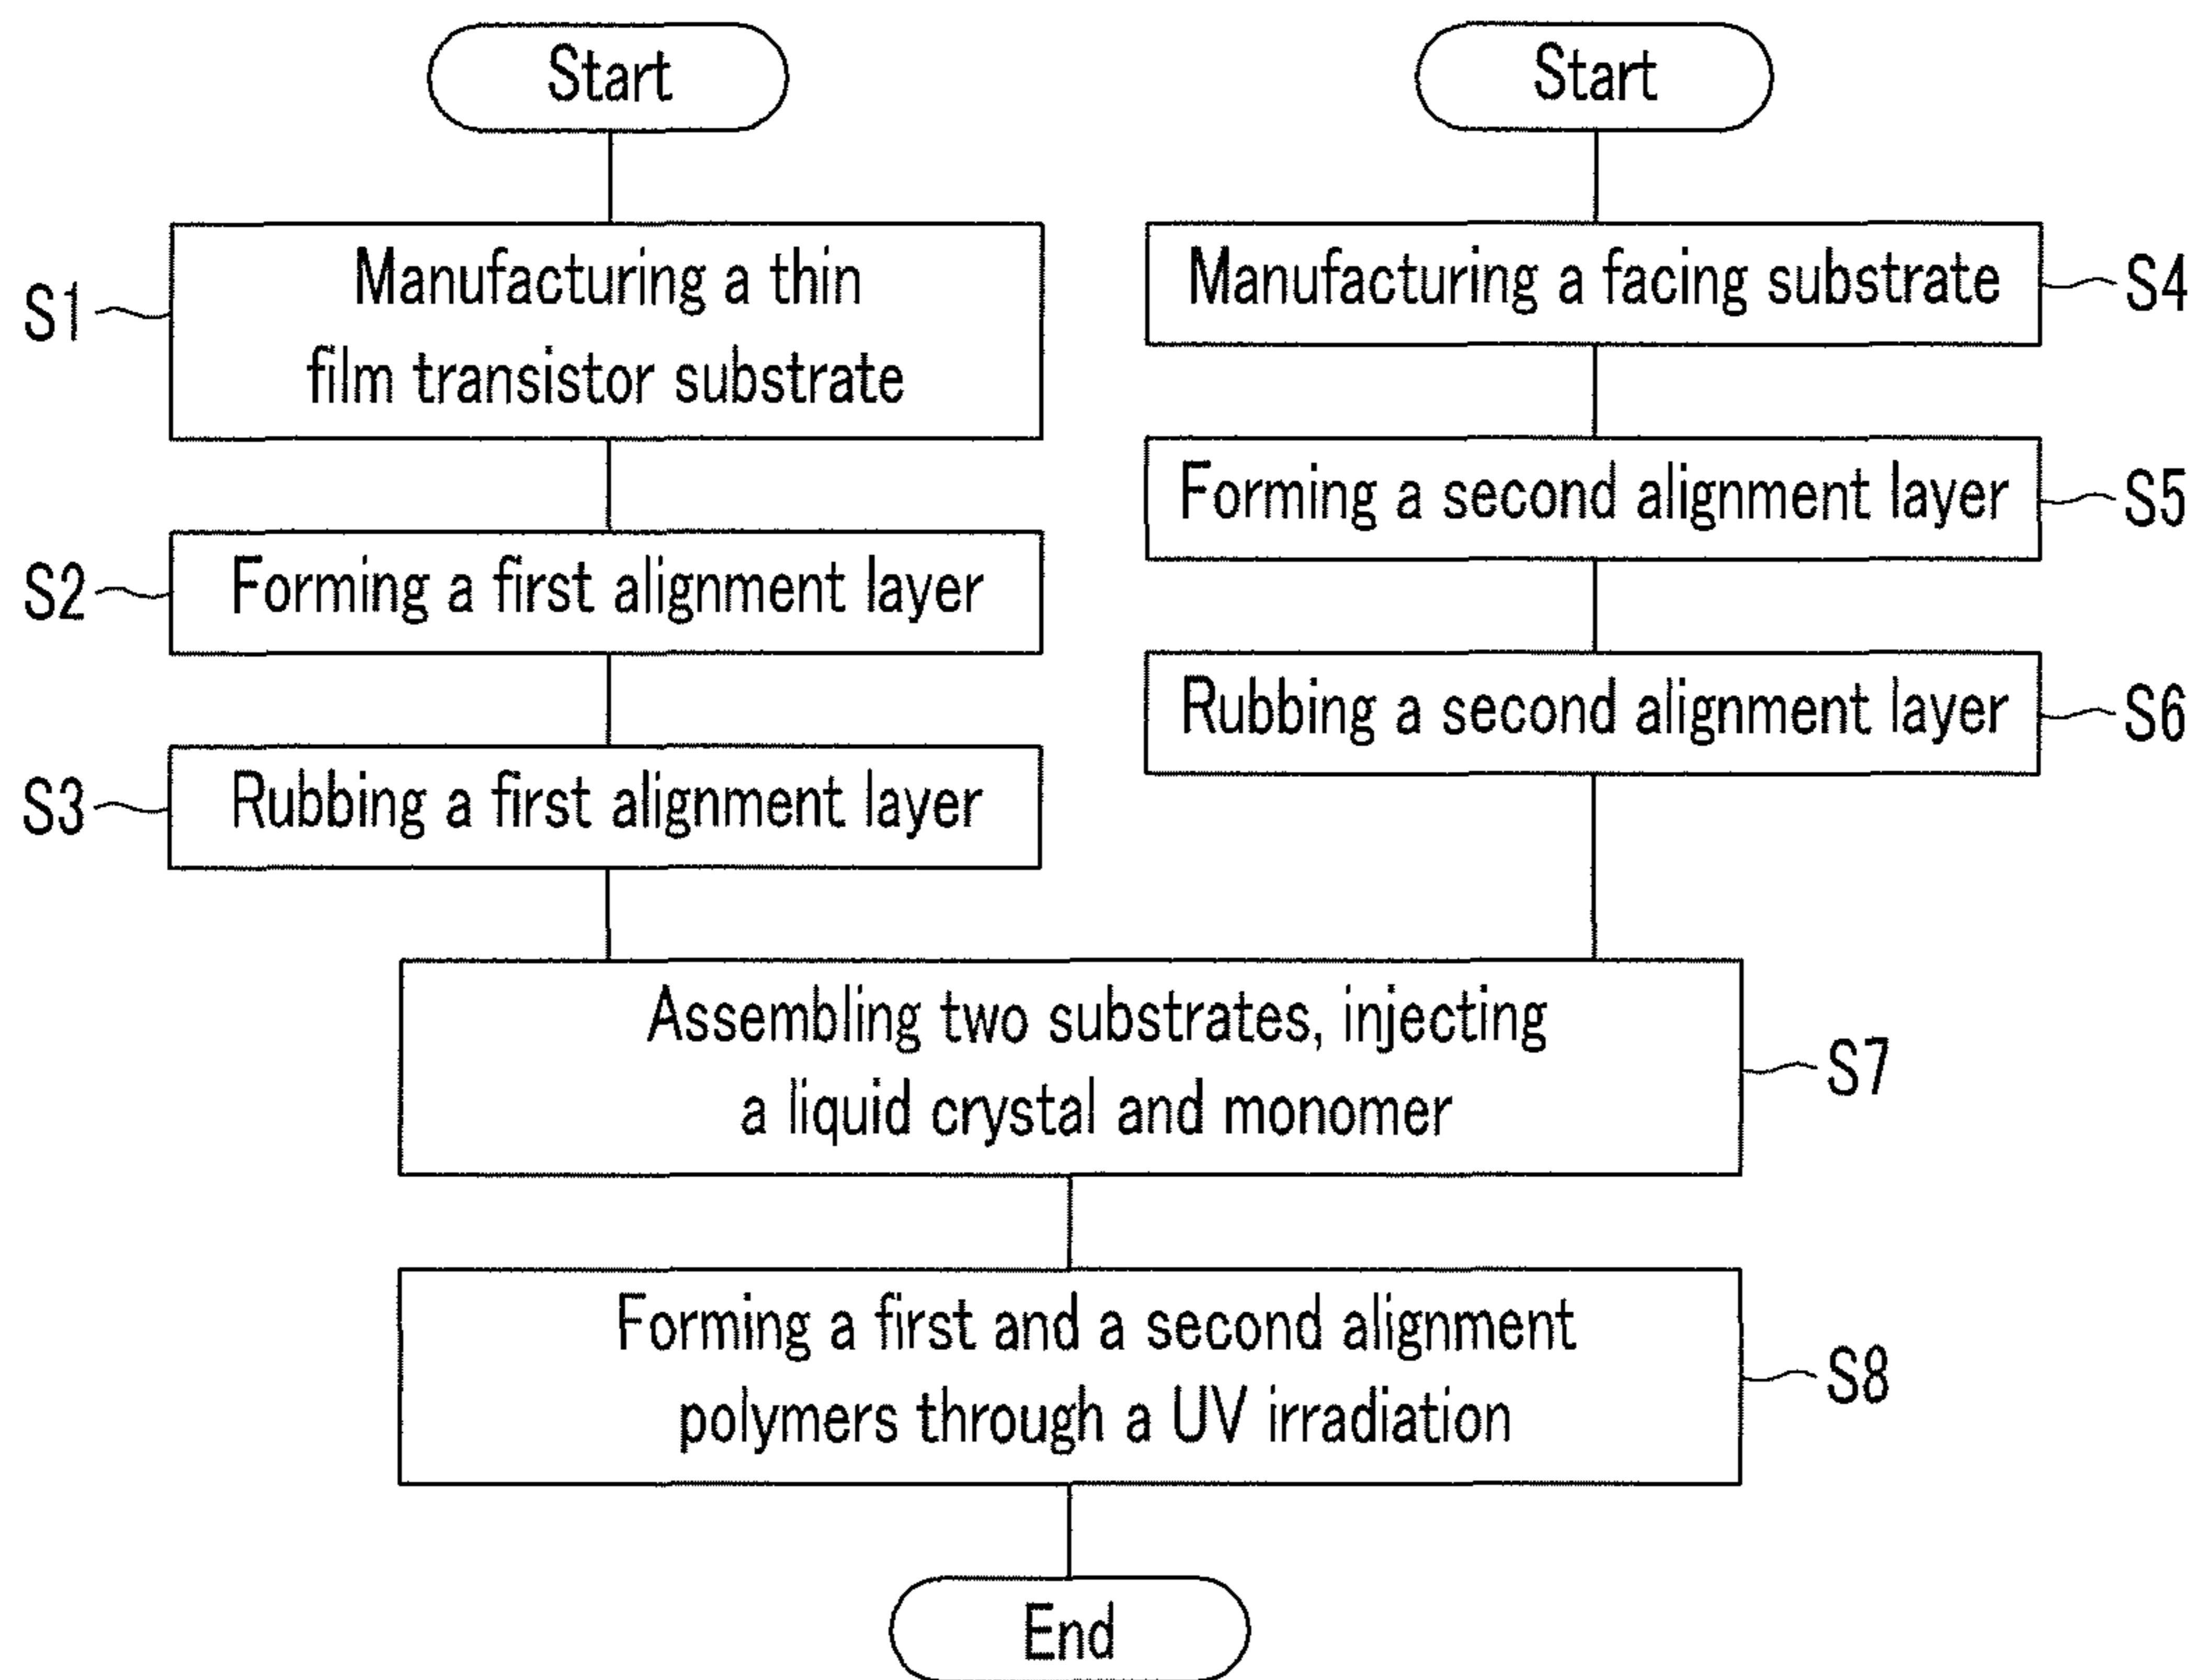 Start
S1
Manufacturing a thin
film transistor substrate
S2
Forming a first alignment layer
S3
Rubbing a first alignment layer
Start
Manufacturing a facing substrate
S4
Forming a second alignment layer
S5
Rubbing a second alignment layer
S6
Assembling two substrates, injecting
a liquid crystal and monomer
S7
Forming a first and a second alignment
polymers through a UV irradiation
S8
End